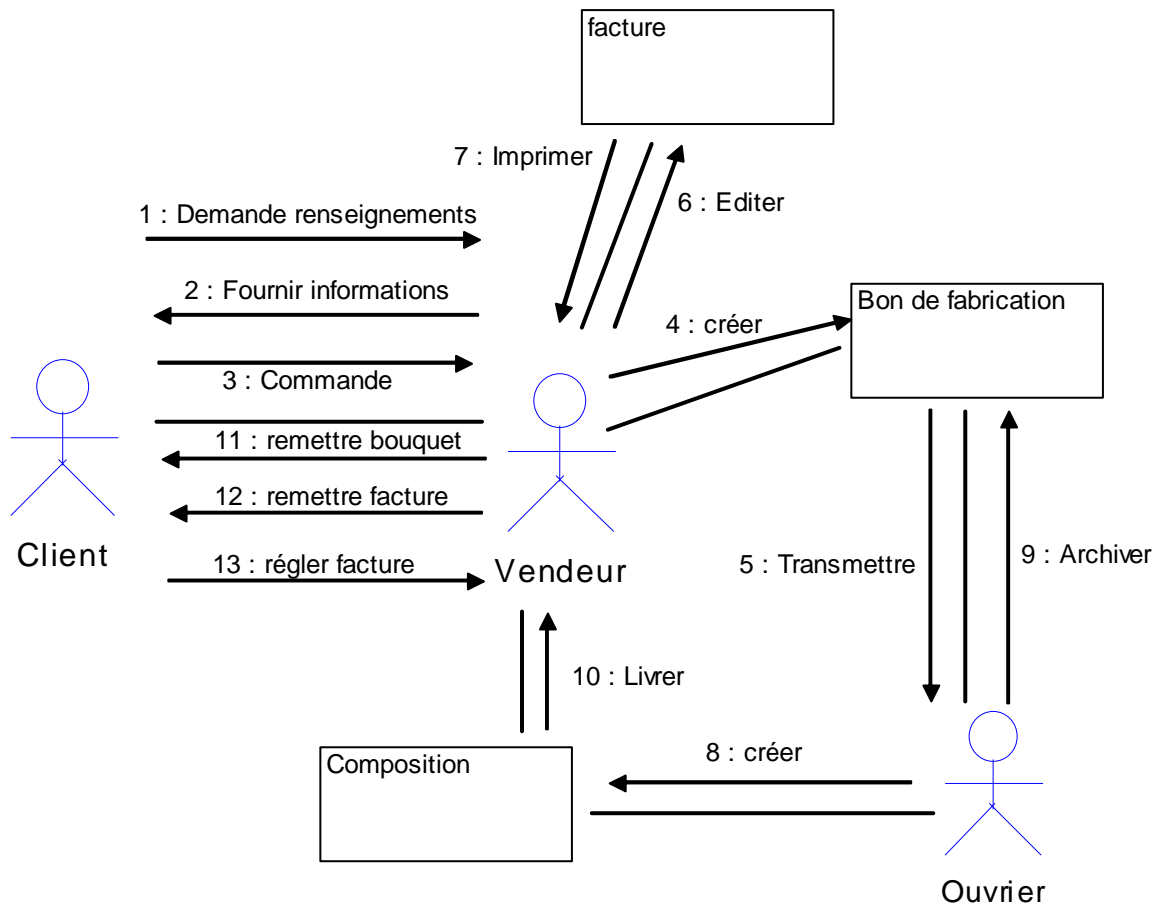 facture
7 : Imprimer
6 : Editer
1 : Demande renseignements
2 : Fournir informations
Bon de fabrication
4 : créer
3 : Commande
11 : remettre bouquet
12 : remettre facture
Client
13 : régler facture
Vendeur
5 : Transmettre
9 : Archiver
10 : Livrer
Composition
8 : créer
Ouvrier